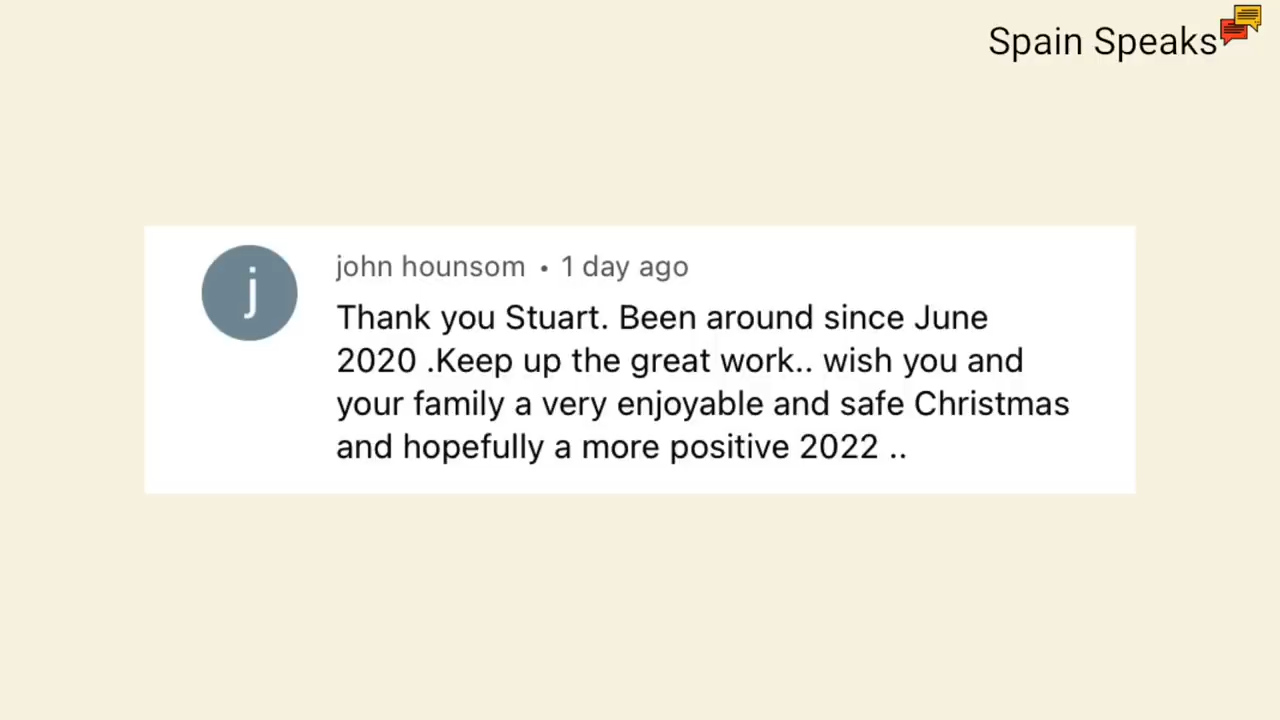 Spain Speaks
j
john hounsom • 1 day ago
Thank you Stuart. Been around since June
2020 .Keep up the great work.. wish you and
your family a very enjoyable and safe Christmas
and hopefully a more positive 2022 ..